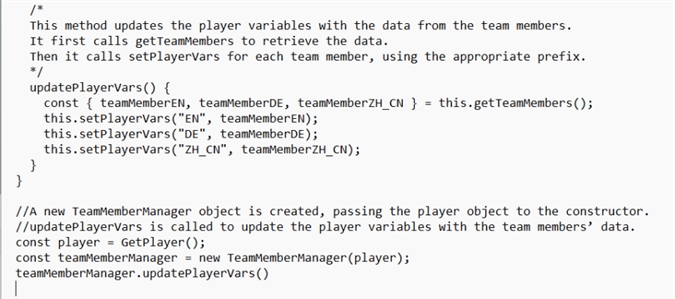 /*
This method updates the player variables with the data from the team members.
It first calls getTeamMembers to retrieve the data.
Then it calls setPlayerVars for each team member, using the appropriate prefix.
*/
updatePlayerVars() {
const { teamMemberEN, teamMemberDE, teamMemberZH_CN } = this.getTeamMembers();
this.setPlayerVars("EN", teamMemberEN);
this.setPlayerVars("DE", teamMemberDE);
this.setPlayerVars("ZH_CN", teamMemberZH_CN);
}
}
//A new TeamMemberManager object is created, passing the player object to the constructor.
//updatePlayerVars is called to update the player variables with the team members’ data.
const player = GetPlayer();
const teamMemberManager = new TeamMemberManager(player);
teamMemberManager.updatePlayerVars()